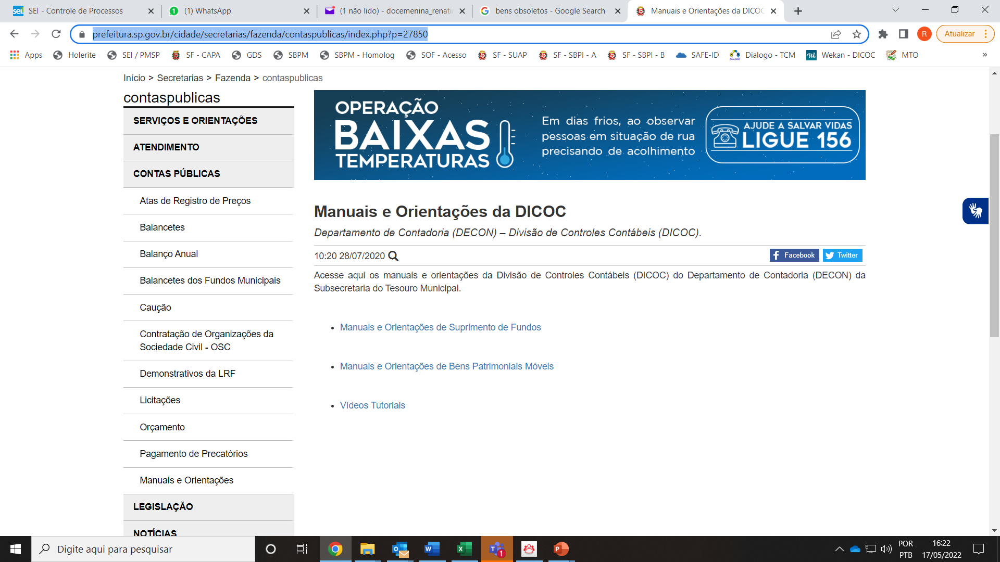 sei! SEI - Controle de Processos
1 (1) WhatsApp
(1 não lido) - docemenina_renati
bens obsoletos - Google Search
Manuais e Orientações da DICOC
prefeitura.sp.gov.br/cidade/secretarias/fazenda/contaspublicas/index.php?p=27850
R
Atualizar
Apps
Holerite
SEI / PMSP
SF - CAPA
GDS
SBPM
SBPM - Homolog
SOF - Acesso
SF - SUAP
SF - SBPI - A
SF - SBPI - B
SAFE-ID
Dialogo - TCM
Wekan - DICOC
MTO
»
Início > Secretarias > Fazenda > contaspublicas
contaspublicas
SERVIÇOS E ORIENTAÇÕES
ATENDIMENTO
CONTAS PÚBLICAS
Atas de Registro de Preços
Balancetes
Balanço Anual
Balancetes dos Fundos Municipais
Caução
Contratação de Organizações da
Sociedade Civil - OSC
Demonstrativos da LRF
Licitações
Orçamento
Pagamento de Precatórios
Manuais e Orientações
LEGISLAÇÃO
NOTÍCIAS
OPERAÇÃO
BAIXAS
TEMPERATURAS
Em dias frios, ao observar
pessoas em situação de rua
precisando de acolhimento
AJUDE A SALVAR VIDAS
LIGUE 156
Manuais e Orientações da DICOC
Departamento de Contadoria (DECON) – Divisão de Controles Contábeis (DICOC).
10:20 28/07/2020
Facebook
Twitter
Acesse aqui os manuais e orientações da Divisão de Controles Contábeis (DICOC) do Departamento de Contadoria (DECON) da
Subsecretaria do Tesouro Municipal.
• Manuais e Orientações de Suprimento de Fundos
• Manuais e Orientações de Bens Patrimoniais Móveis
• Vídeos Tutoriais
Digite aqui para pesquisar
POR
PTB
16:22
17/05/2022